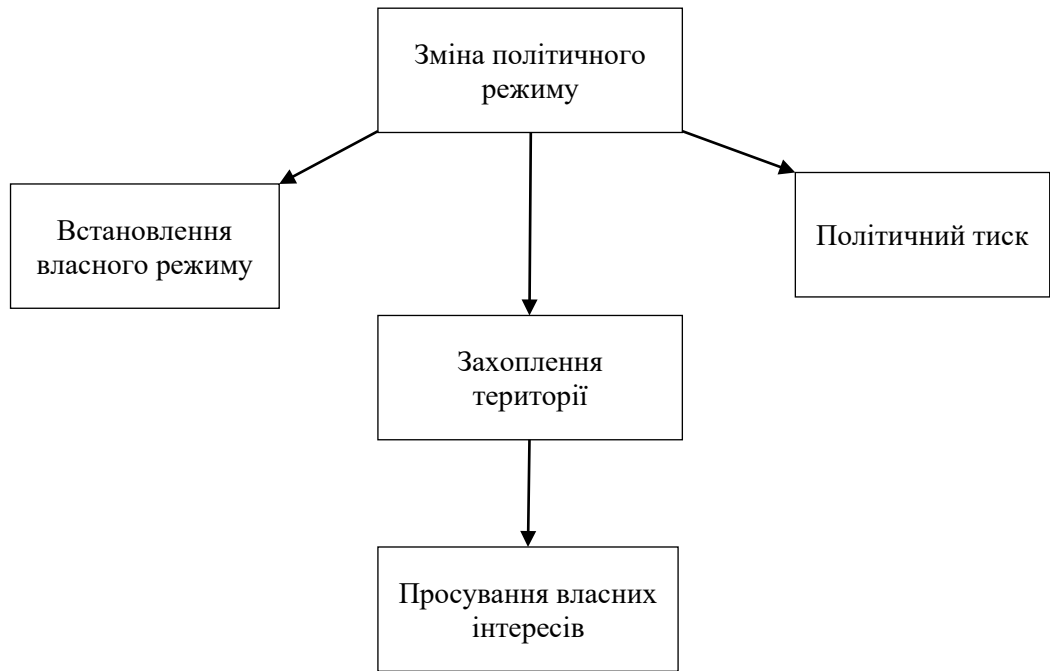 Зміна політичного
режиму
Встановлення
власного режиму
Політичний тиск
Захоплення
території
Просування власних
інтересів